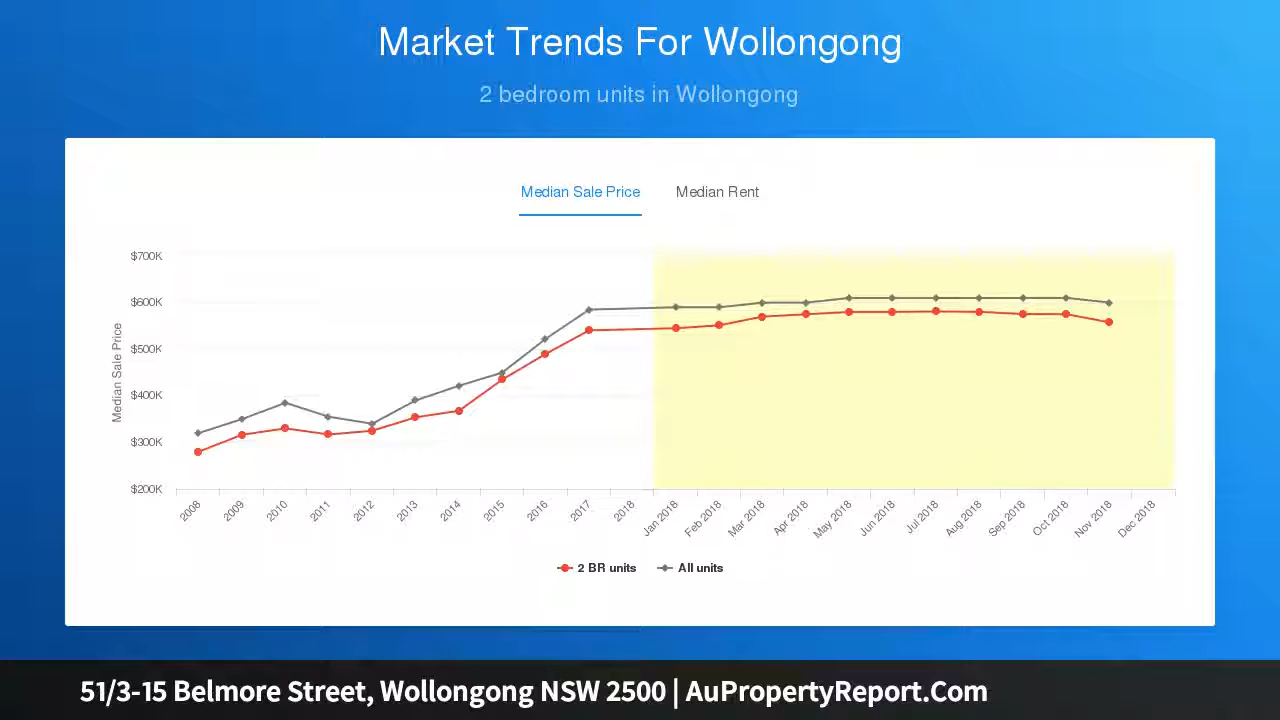 Market Trends For Wollongong
2 bedroom units in Wollongong
Median Sale Price Median Rent
Median Sale Price
$700K
$600K
$500K
$400K
$300K
$200K
2008 2009 2010 2011 2012 2013 2014 2015 2016 2017 2018 Jan 2018 Feb 2018 Mar 2018 Apr 2018 May 2018 Jun 2018 Jul 2018 Aug 2018 Sep 2018 Oct 2018 Nov 2018 Dec 2018
2 BR units All units
51/3-15 Belmore Street, Wollongong NSW 2500 | AuPropertyReport.Com